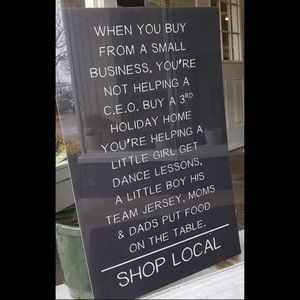 WHEN YOU BUY
FROM A SMALL
BUSINESS, YOU'RE
NOT HELPING A
C.E.O. BUY A 3RD
HOLIDAY HOME
YOU'RE HELPING A
LITTLE GIRL GET
DANCE LESSONS,
A LITTLE BOY HIS
TEAM JERSEY, MOMS
& DADS PUT FOOD
ON THE TABLE.
SHOP LOCAL